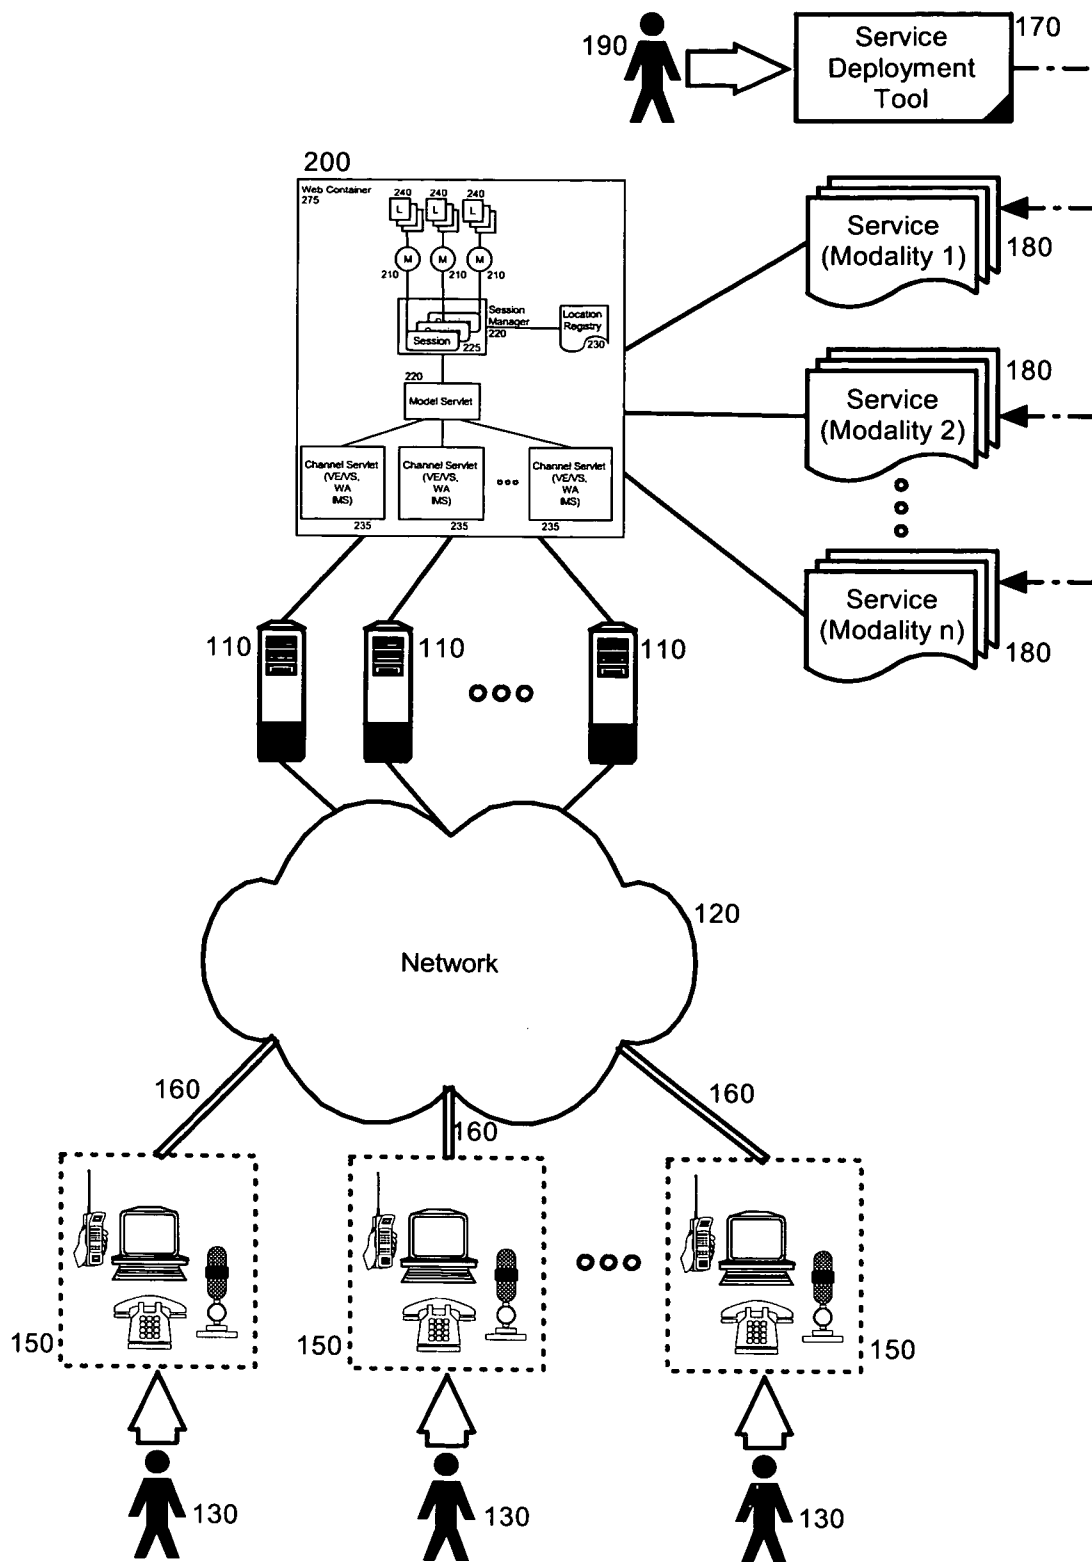 190
Service
Deployment
Tool
170
200
Web Container
275
240
240
240
L
L
L
M
M
M
210
210
210
Session
Manager
220
Session
225
Location
Registry
230
220
Model Servlet
Channel Servlet
(VE/VS,
WA
IMS)
235
Channel Servlet
(VE/VS,
WA
IMS)
235
Channel Servlet
(VE/VS,
WA
IMS)
235
Service
(Modality 1)
180
Service
(Modality 2)
180
Service
(Modality n)
180
110
110
110
120
Network
160
160
160
150
150
150
130
130
130